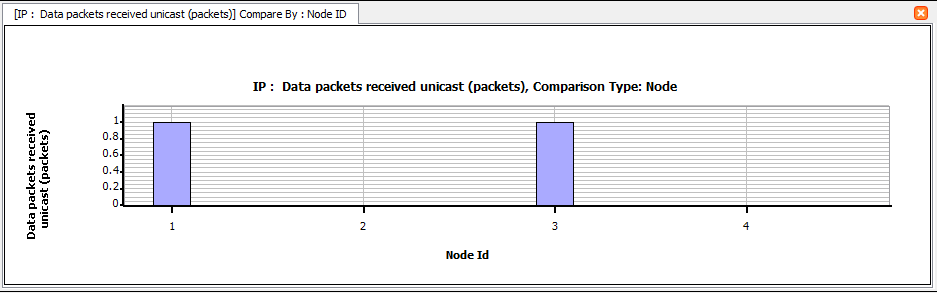 [IP :  Data packets received unicast (packets)] Compare By : Node ID
IP :  Data packets received unicast (packets), Comparison Type: Node
Data packets received
unicast (packets)
1
0.8
0.6
0.4
0.2
0
1 2 3 4
Node Id